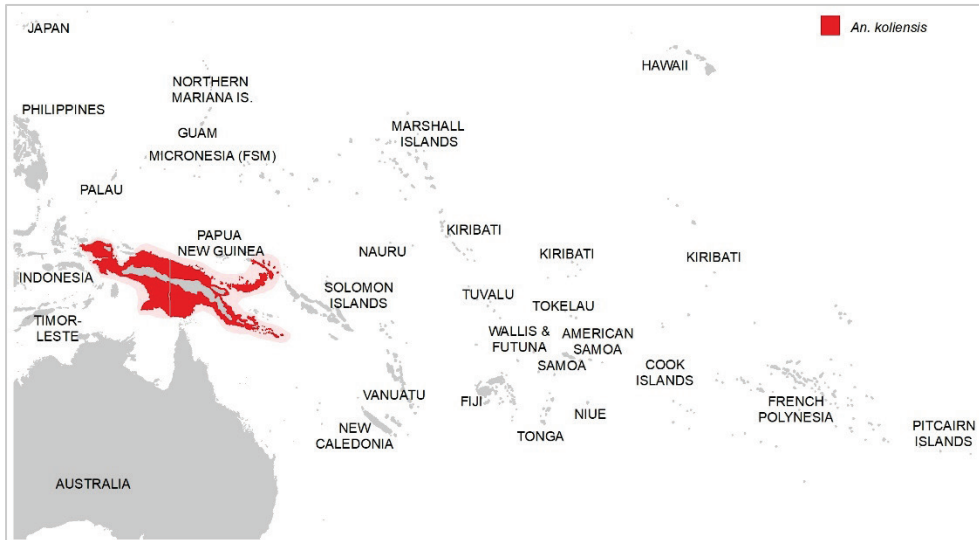 JAPAN
An. koliensis
HAWAII
NORTHERN
MARIANA IS.
PHILIPPINES
GUAM
MARSHALL
ISLANDS
MICRONESIA (FSM)
PALAU
KIRIBATI
PAPUA
NEW GUINEA
NAURU
KIRIBATI
KIRIBATI
INDONESIA
SOLOMON
ISLANDS
TUVALU
TOKELAU
TIMOR-
LESTE
WALLIS &
FUTUNA
AMERICAN
SAMOA
SAMOA
COOK
ISLANDS
VANUATU
FIJI
FRENCH
POLYNESIA
NIUE
NEW
CALEDONIA
TONGA
PITCAIRN
ISLANDS
AUSTRALIA